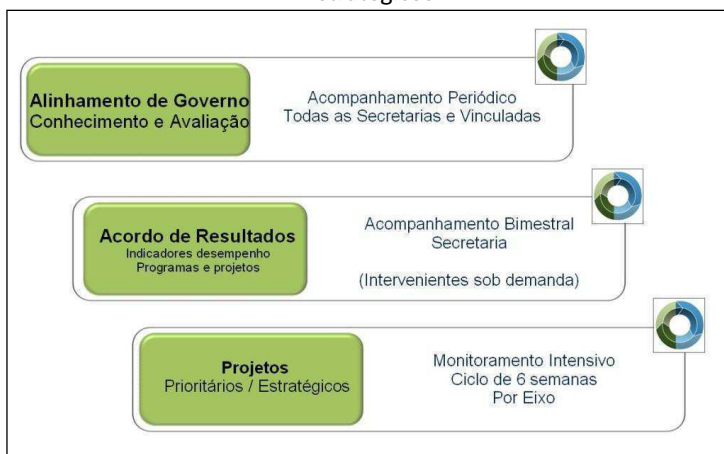 Alinhamento de Governo
Conhecimento e Avaliação
Acompanhamento Periódico
Todas as Secretarias e Vinculadas
Acordo de Resultados
Indicadores desempenho
Programas e projetos
Acompanhamento Bimestral
Secretaria
(Intervenientes sob demanda)
Projetos
Prioritários / Estratégicos
Monitoramento Intensivo
Ciclo de 6 semanas
Por Eixo